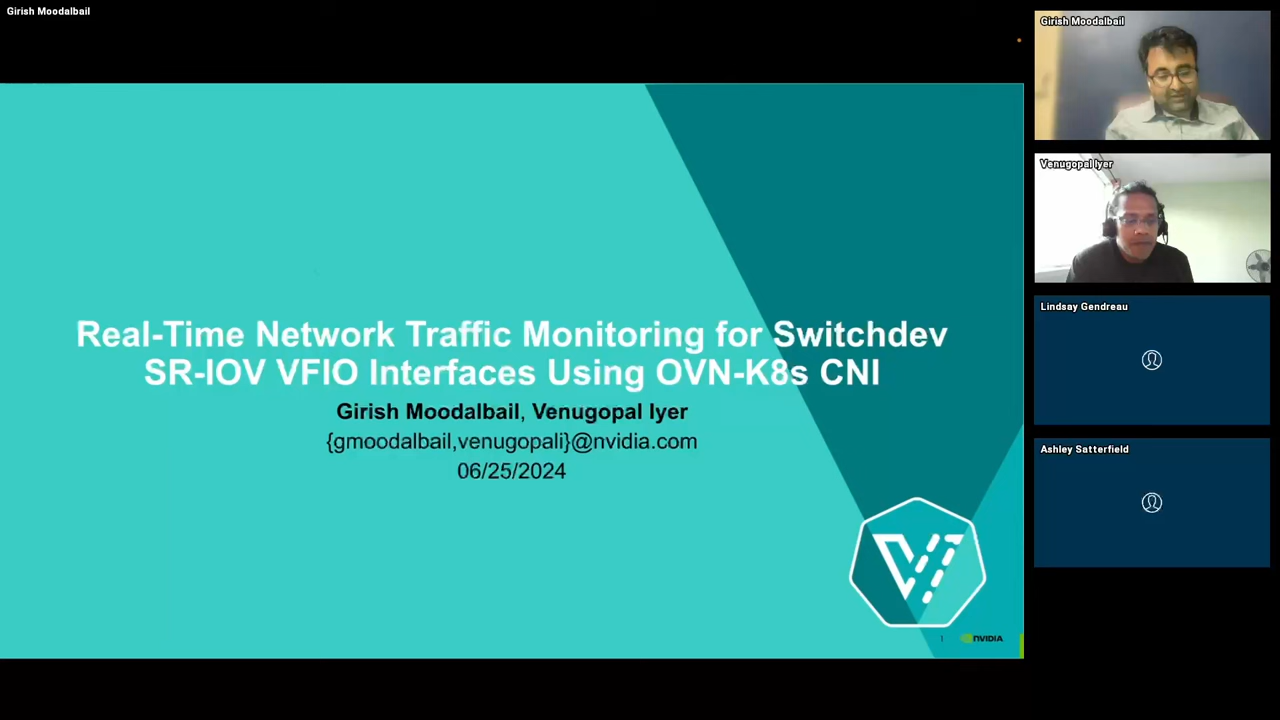 Girish Moodalbail
Real-Time Network Traffic Monitoring for Switchdev
SR-IOV VFIO Interfaces Using OVN-K8s CNI
Girish Moodalbail, Venugopal Iyer
{gmoodalbail,venugopali}@nvidia.com
06/25/2024
1
NVIDIA
Girish Moodalbail
Venugopal Iyer
Lindsay Gendreau
Ashley Satterfield